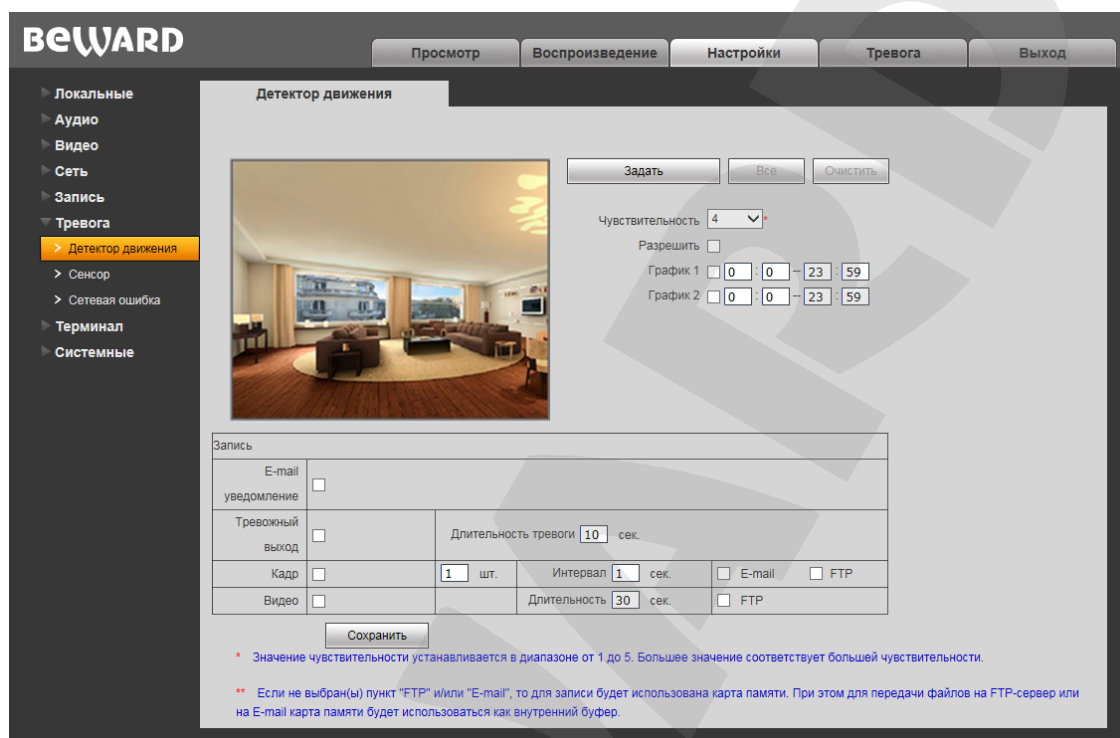 BEWARD
Просмотр Воспроизведение Настройки Тревога Выход
Локальные
Аудио
Видео
Сеть
Запись
Тревога
Детектор движения
Сенсор
Сетевая ошибка
Терминал
Системные
Детектор движения
Задать Все Очистить
Чувствительность 4 *
Разрешить
График 1 0 : 0 -- 23 : 59
График 2 0 : 0 -- 23 : 59
Запись
E-mail
уведомление
Тревожный
выход
Длительность тревоги 10 сек.
Кадр 1 шт. Интервал 1 сек. E-mail FTP
Видео Длительность 30 сек. FTP
Сохранить
* Значение чувствительности устанавливается в диапазоне от 1 до 5. Большее значение соответствует большей чувствительности.
** Если не выбран(ы) пункт "FTP" и/или "E-mail", то для записи будет использована карта памяти. При этом для передачи файлов на FTP-сервер или
на E-mail карта памяти будет использоваться как внутренний буфер.